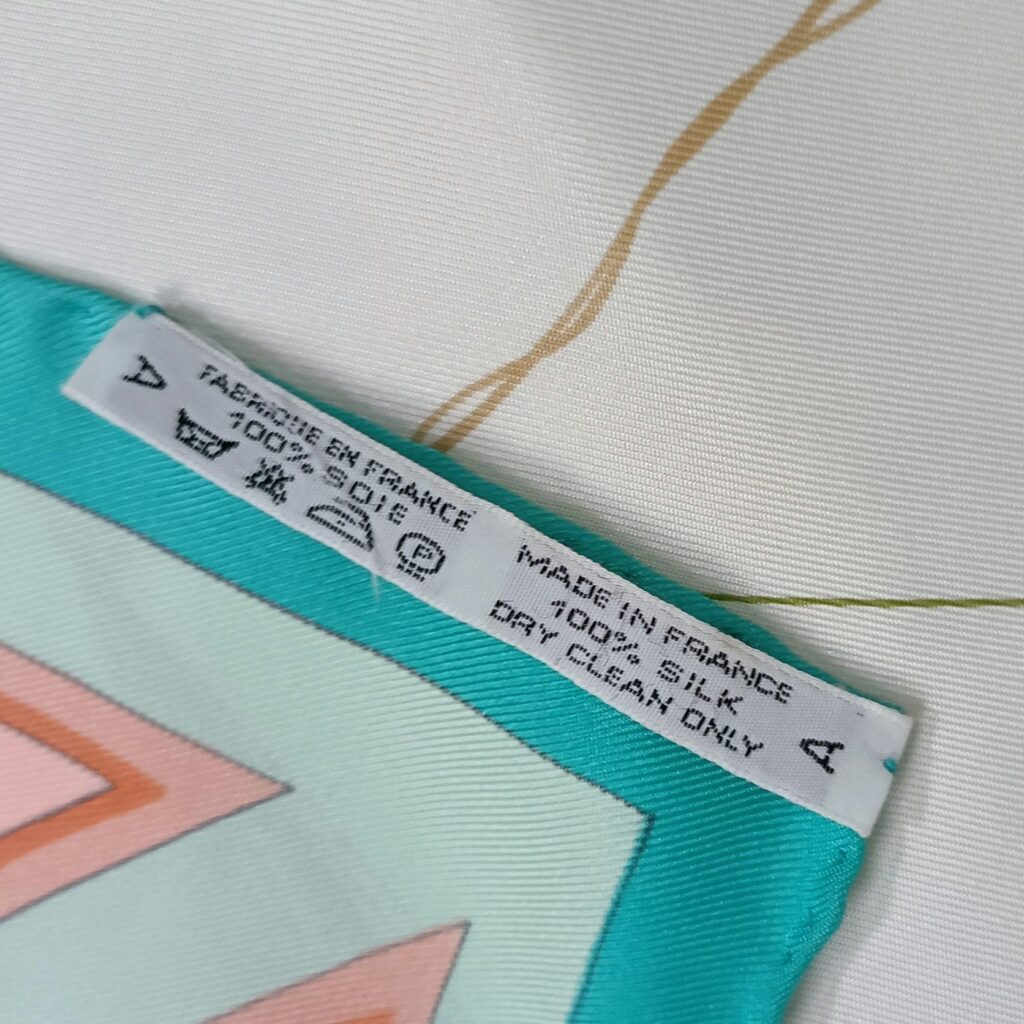 A
FABRIQUE EN FRANCE
100% SOIE
P
MADE IN FRANCE
100% SILK
DRY CLEAN ONLY
A